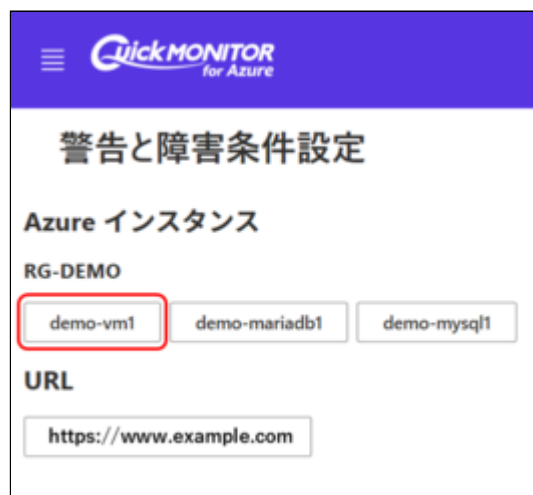 QuickMONITOR
for Azure
警告と障害条件設定
Azure インスタンス
RG-DEMO
demo-vm1 demo-mariadb1 demo-mysql1
URL
https://www.example.com